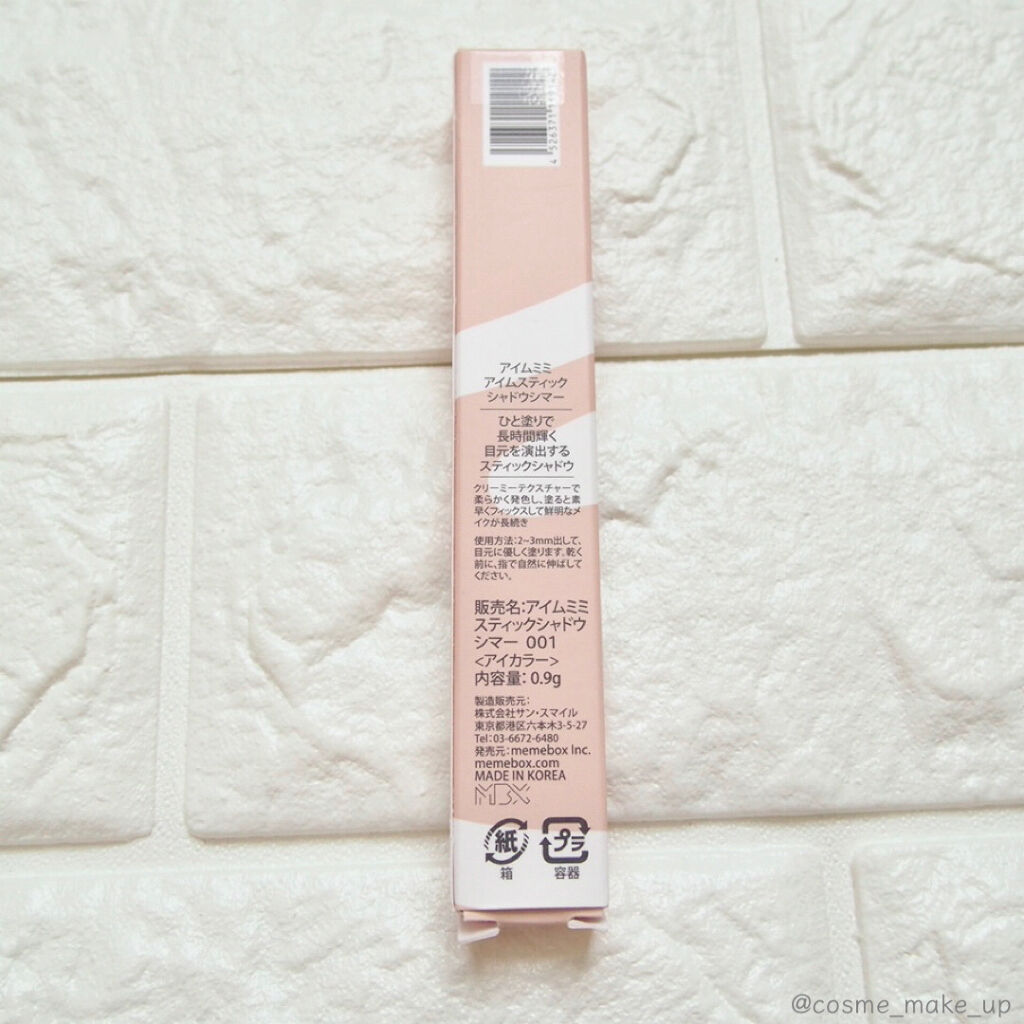 アイムミミ
アイムスティック
シャドウシマー
ひと塗りで
長時間輝く
目元を演出する
スティックシャドウ
クリーミーテクスチャーで
柔らかく発色し、塗ると素
早くフィックスして鮮明なメ
イクが長続き
使用方法：2~3mm出して、
目元に優しく塗ります。乾く
前に、指で自然に伸ばして
ください。
販売名：アイムミミ
スティックシャドウ
シマー 001
<アイカラー>
内容量：0.9g
製造販売元：
株式会社サン・スマイル
東京都港区六本木3-5-27
Tel：03-6672-6480
発売元：memebox Inc.
memebox.com
MADE IN KOREA
MBX
紙
箱
プラ
容器
@cosme_make_up